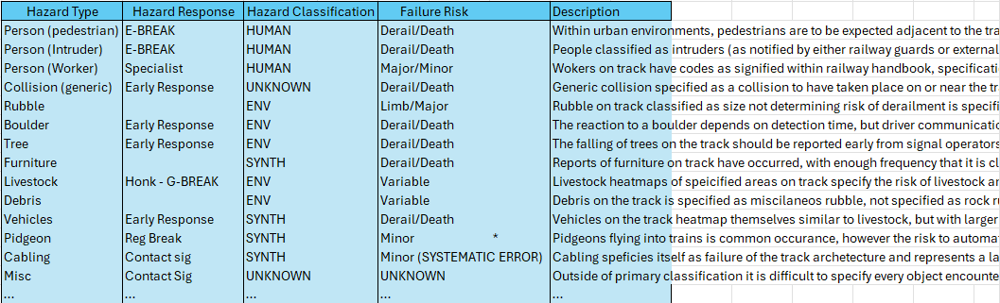 Hazard Type Hazard Response Hazard Classification Failure Risk Description
Person (pedestrian) E-BREAK HUMAN Derail/Death Within urban environments, pedestrians are to be expected adjacent to the tra
Person (Intruder) E-BREAK HUMAN Derail/Death People classified as intruders (as notified by either railway guards or external
Person (Worker) Specialist HUMAN Major/Minor Wokers on track have codes as signified within railway handbook, specificati
Collision (generic) Early Response UNKNOWN Derail/Death Generic collision specified as a collision to have taken place on or near the tr
Rubble ENV Limb/Major Rubble on track classified as size not determining risk of derailment is specifi
Boulder Early Response ENV Derail/Death The reaction to a boulder depends on detection time, but driver communicatio
Tree Early Response ENV Derail/Death The falling of trees on the track should be reported early from signal operators
Furniture SYNTH Derail/Death Reports of furniture on track have occurred, with enough frequency that it is cl
Livestock Honk - G-BREAK ENV Variable Livestock heatmaps of speicified areas on track specify the risk of livestock ar
Debris ENV Variable Debris on the track is specified as miscilaneos rubble, not specified as rock r
Vehicles Early Response SYNTH Derail/Death Vehicles on the track heatmap themselves similar to livestock, but with larger
Pidgeon Reg Break SYNTH Minor * Pidgeons flying into trains is common occurance, however the risk to automa
Cabling Contact sig SYNTH Minor (SYSTEMATIC ERROR) Cabling speficies itself as failure of the track archetecture and represents a la
Misc Contact Sig UNKNOWN UNKNOWN Outside of primary classification it is difficult to specify every object encounte
... ... ... ... ...